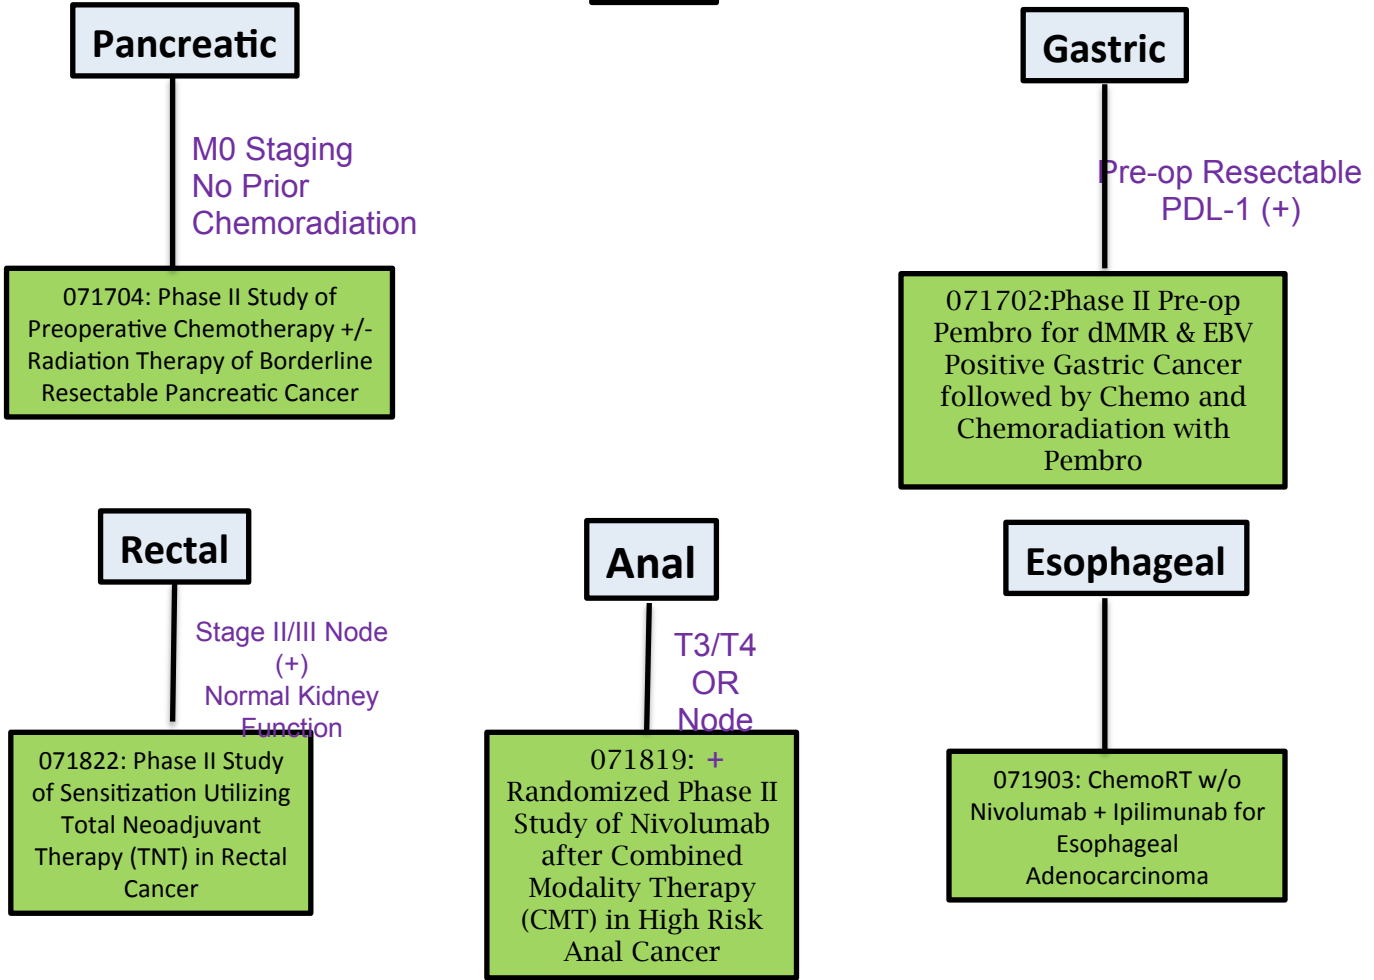 Pancreatic
M0 Staging
No Prior
Chemoradiation
071704: Phase II Study of
Preoperative Chemotherapy +/-
Radiation Therapy of Borderline
Resectable Pancreatic Cancer
Gastric
Pre-op Resectable
PDL-1 (+)
071702:Phase II Pre-op
Pembro for dMMR & EBV
Positive Gastric Cancer
followed by Chemo and
Chemoradiation with
Pembro
Rectal
Stage II/III Node
(+)
Normal Kidney
Function
071822: Phase II Study
of Sensitization Utilizing
Total Neoadjuvant
Therapy (TNT) in Rectal
Cancer
Anal
T3/T4
OR
Node
+
071819:
Randomized Phase II
Study of Nivolumab
after Combined
Modality Therapy
(CMT) in High Risk
Anal Cancer
Esophageal
071903: ChemoRT w/o
Nivolumab + Ipilimunab for
Esophageal
Adenocarcinoma